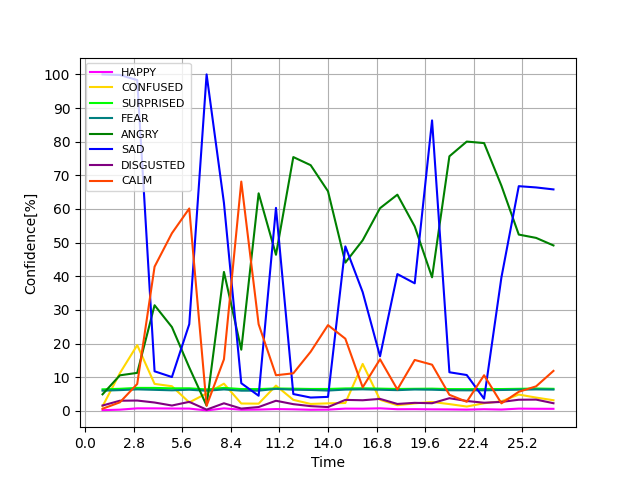 100
90
80
70
60
50
40
30
20
10
0
Confidence[%]
HAPPY
CONFUSED
SURPRISED
FEAR
ANGRY
SAD
DISGUSTED
CALM
0.0 2.8 5.6 8.4 11.2 14.0 16.8 19.6 22.4 25.2
Time